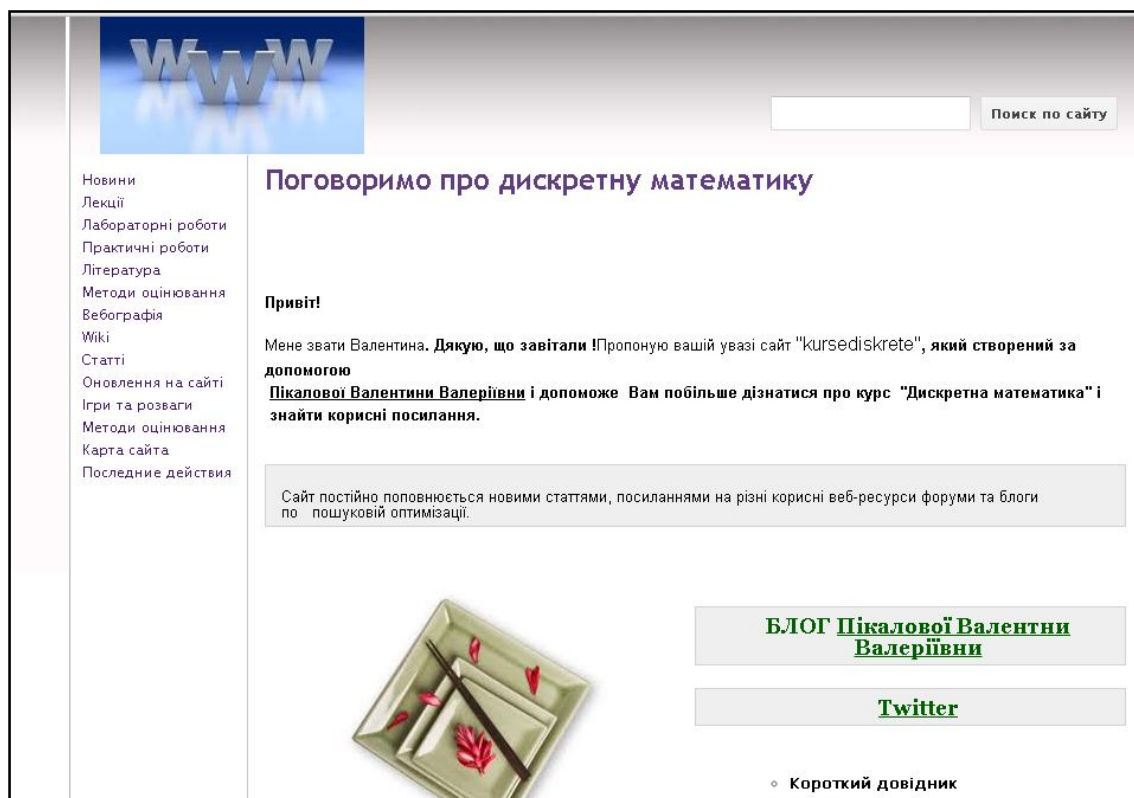 WWW
Поиск по сайту
Новини
Лекції
Лабораторні роботи
Практичні роботи
Література
Методи оцінювання
Вебографія
Wiki
Статті
Оновлення на сайті
Ігри та розваги
Методи оцінювання
Карта сайта
Последние действия
Поговоримо про дискретну математику
Привіт!
Мене звати Валентина. Дякую, що завітали !Пропоную вашій увазі сайт "kursediskrete", який створений за
допомогою
Пікалової Валентини Валеріївни і допоможе Вам побільше дізнатися про курс "Дискретна математика" і
знайти корисні посилання.
Сайт постійно поповнюється новими статтями, посиланнями на різні корисні веб-ресурси форуми та блоги
по пошуковій оптимізації.
БЛОГ Пікалової Валентни
Валеріївни
Twitter
Короткий довідник